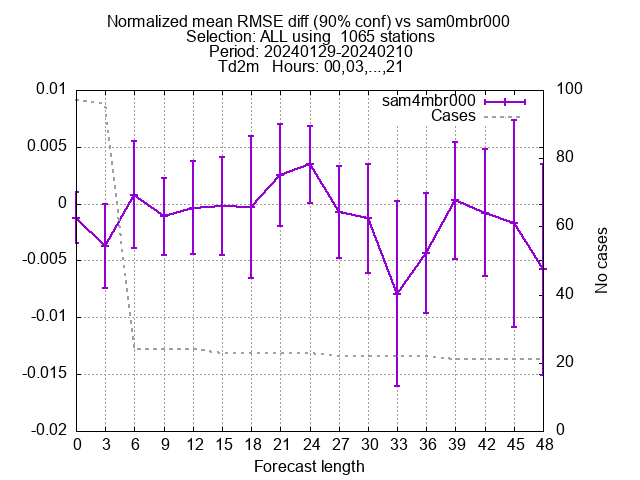 Normalized mean RMSE diff (90% conf) vs sam0mbr000
Selection: ALL using  1065 stations
Period: 20240129-20240210
Td2m   Hours: 00,03,...,21
sam4mbr000
Cases
0.01
0.005
0
-0.005
-0.01
-0.015
-0.02
100
80
60
40
20
0
No cases
0 3 6 9 12 15 18 21 24 27 30 33 36 39 42 45 48
Forecast length